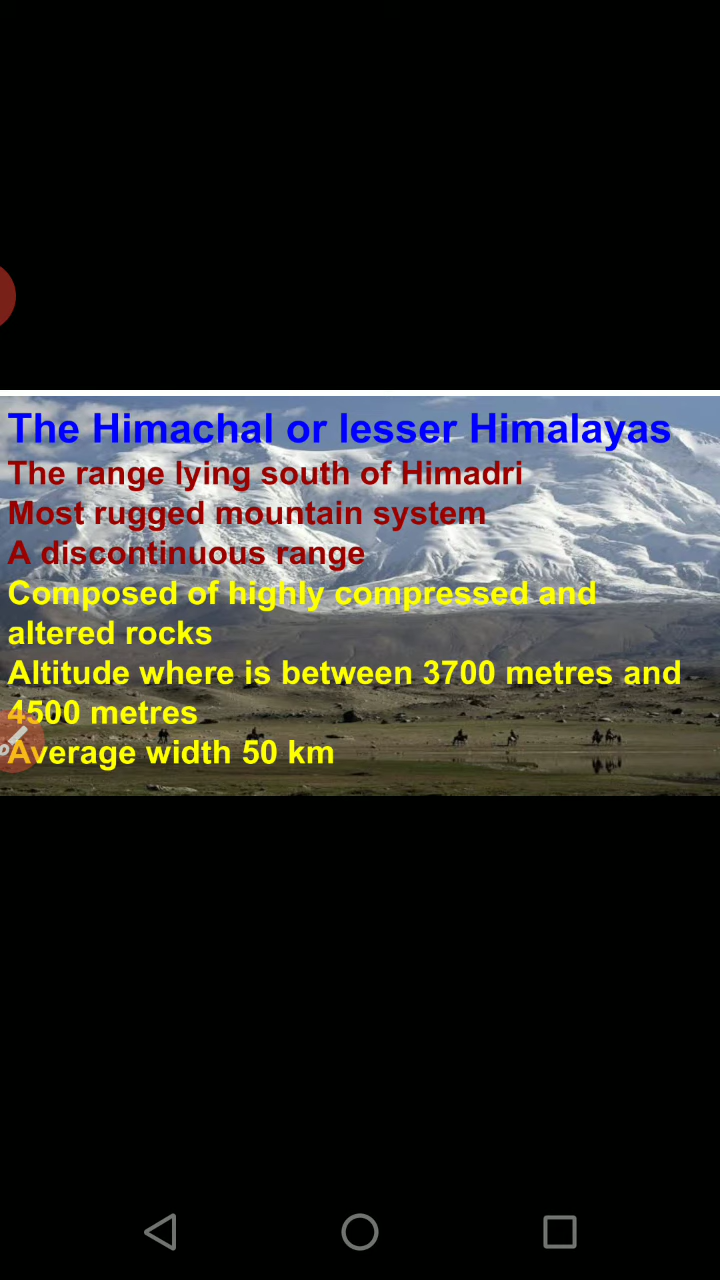 The Himachal or lesser Himalayas
The range lying south of Himadri
Most rugged mountain system
A discontinuous range
Composed of highly compressed and
altered rocks
Altitude where is between 3700 metres and
4500 metres
Average width 50 km